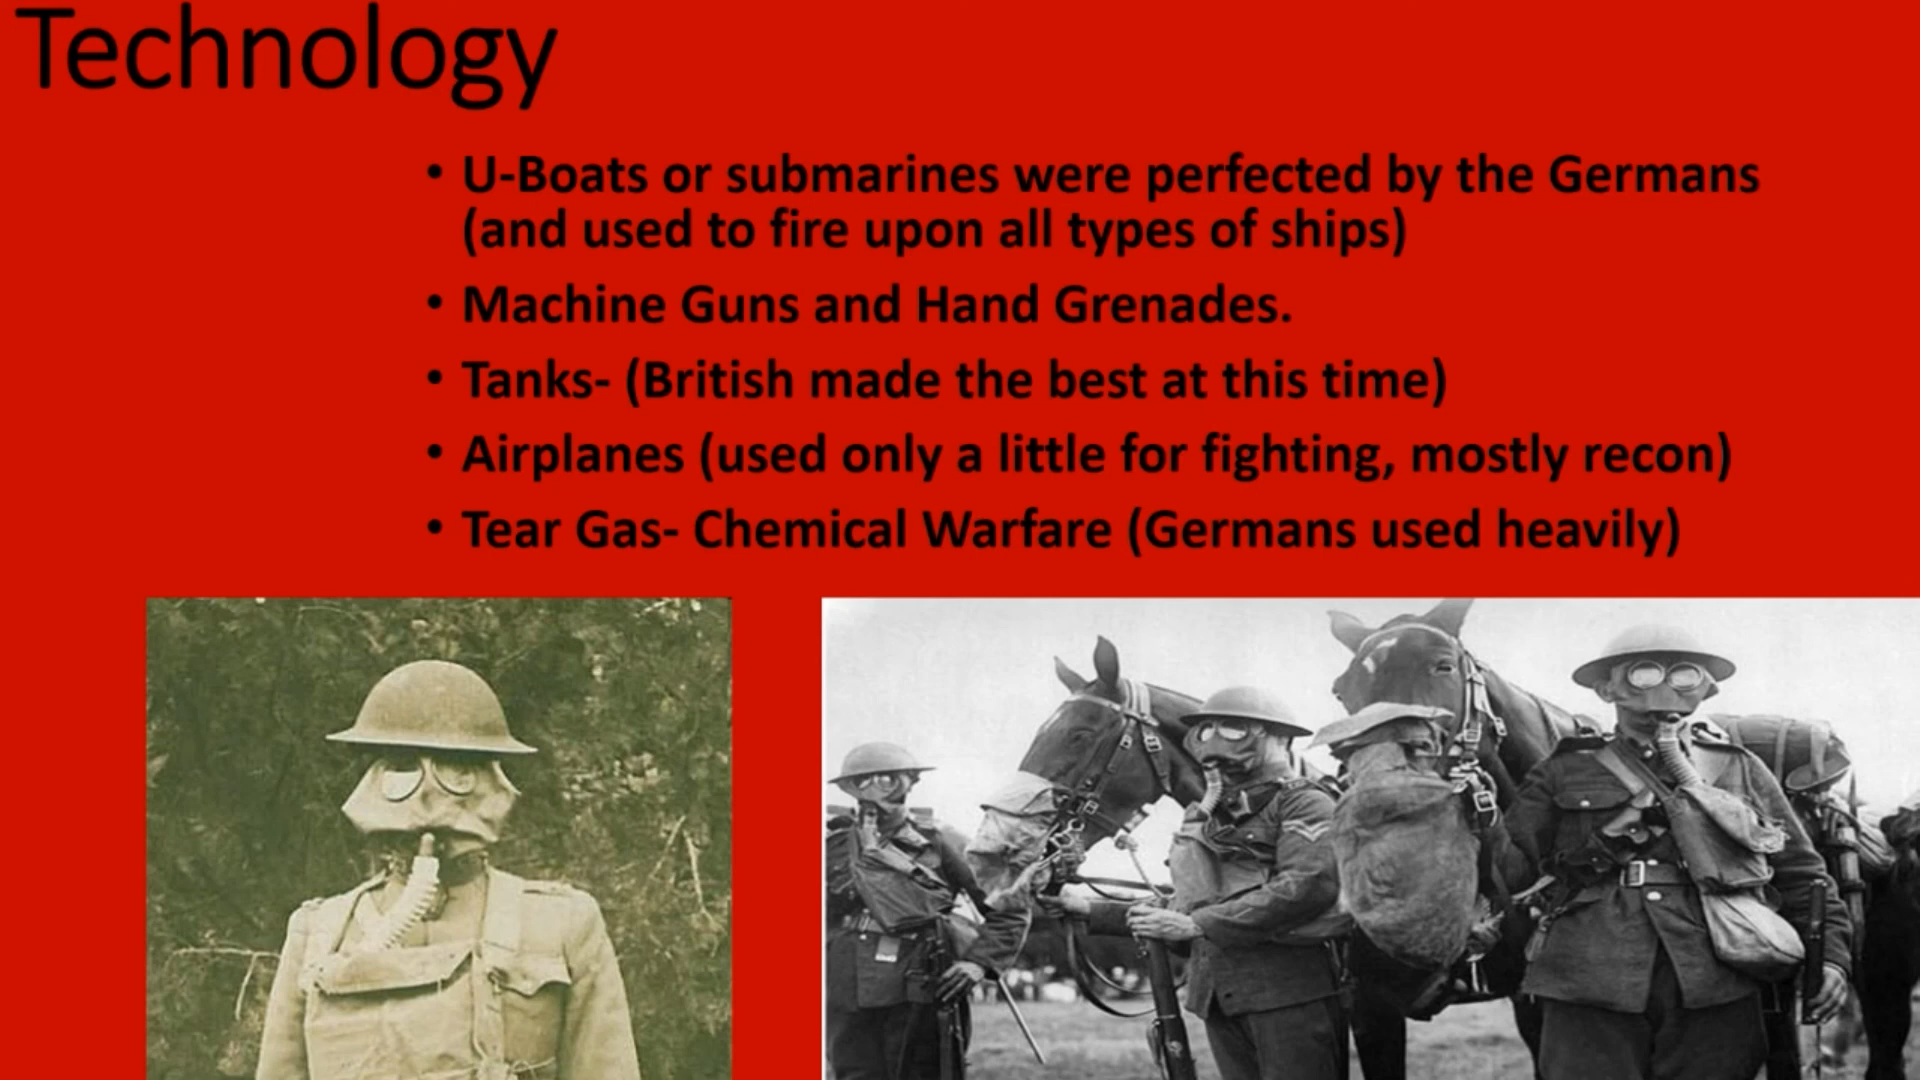 Technology
• U-Boats or submarines were perfected by the Germans
(and used to fire upon all types of ships)
• Machine Guns and Hand Grenades.
• Tanks- (British made the best at this time)
• Airplanes (used only a little for fighting, mostly recon)
• Tear Gas- Chemical Warfare (Germans used heavily)